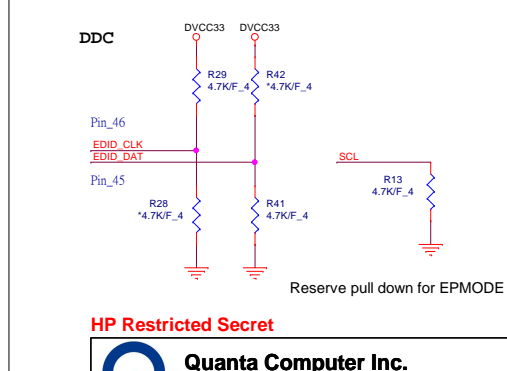 DDC
DVCC33 DVCC33
R29
4.7K/F_4
R42
*4.7K/F_4
Pin_46
EDID_CLK
EDID_DAT
Pin_45
SCL
R13
4.7K/F_4
R28
*4.7K/F_4
R41
4.7K/F_4
Reserve pull down for EPMODE
HP Restricted Secret
Quanta Computer Inc.